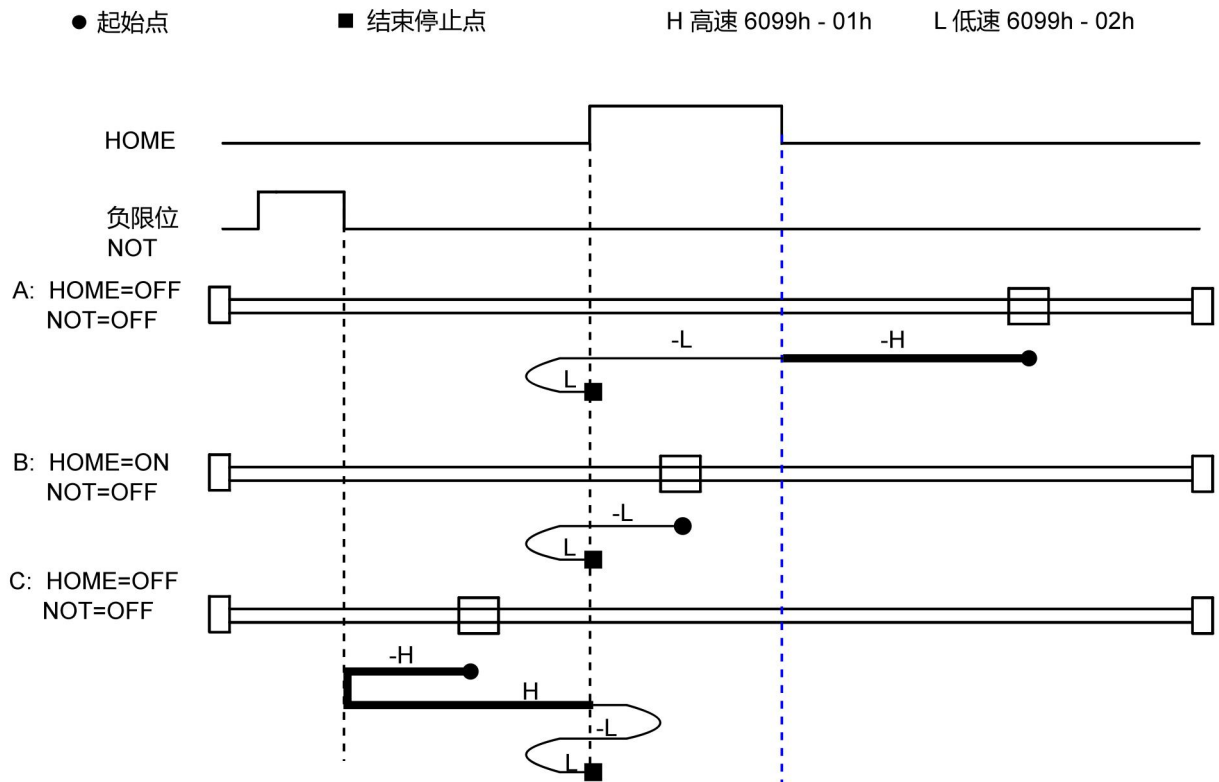 ● 起始点 ■ 结束停止点 H 高速 6099h - 01h L 低速 6099h - 02h
HOME
负限位
NOT
A: HOME=OFF
NOT=OFF
-L -H
L
B: HOME=ON
NOT=OFF
-L
L
C: HOME=OFF
NOT=OFF
-H
H
-L
L